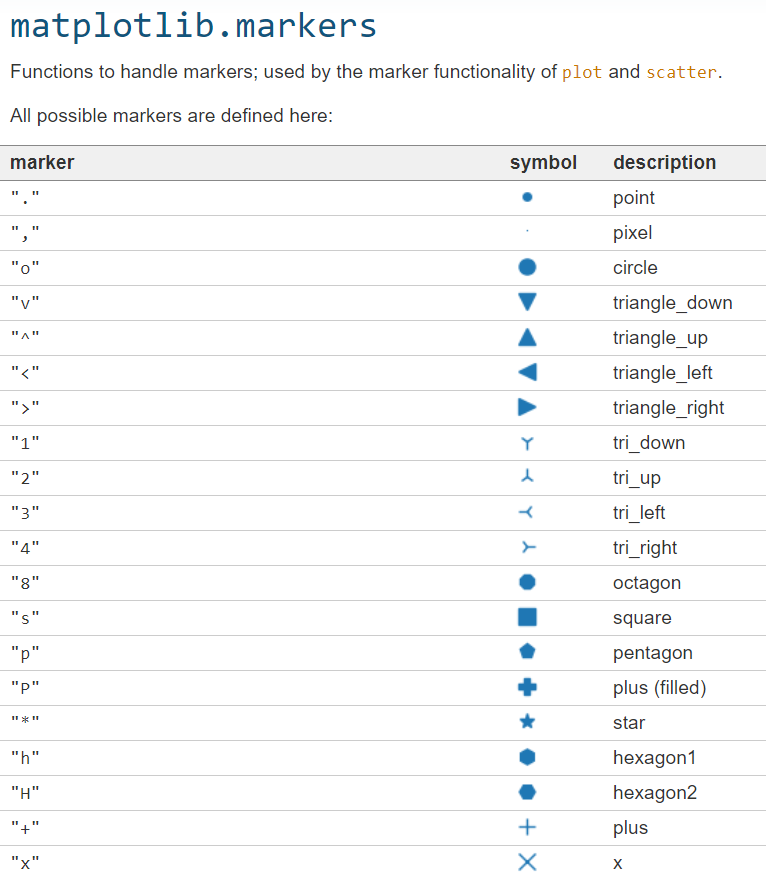 matplotlib.markers
Functions to handle markers; used by the marker functionality of plot and scatter.
All possible markers are defined here:
marker symbol description
"." point
"," pixel
"o" circle
"v" triangle_down
"^" triangle_up
"<" triangle_left
">" triangle_right
"1" tri_down
"2" tri_up
"3" tri_left
"4" tri_right
"8" octagon
"s" square
"p" pentagon
"P" plus (filled)
"*" star
"h" hexagon1
"H" hexagon2
"+" plus
"x" x